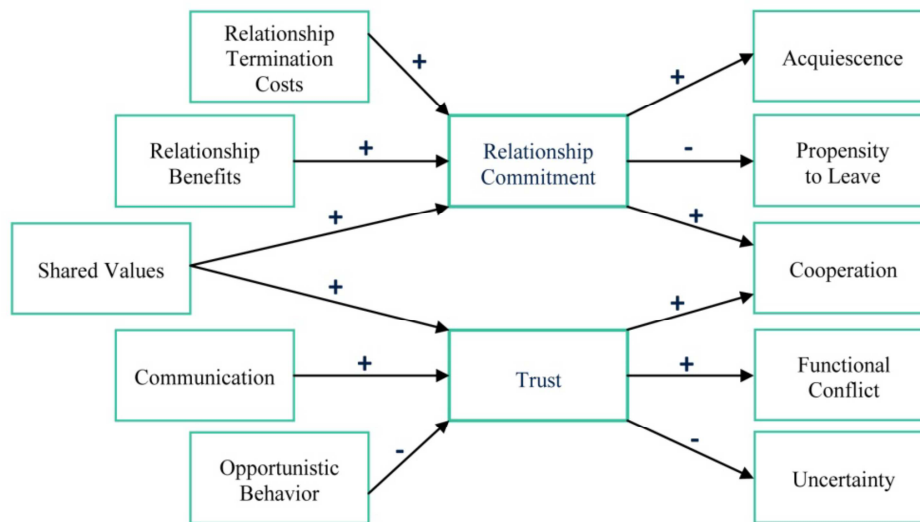 Relationship
Termination
Costs
+
+
Acquiescence
Relationship
Benefits
+
Relationship
Commitment
-
Propensity
to Leave
+
+
Shared Values
+
Cooperation
+
Communication
+
Trust
+
Functional
Conflict
-
-
Opportunistic
Behavior
Uncertainty